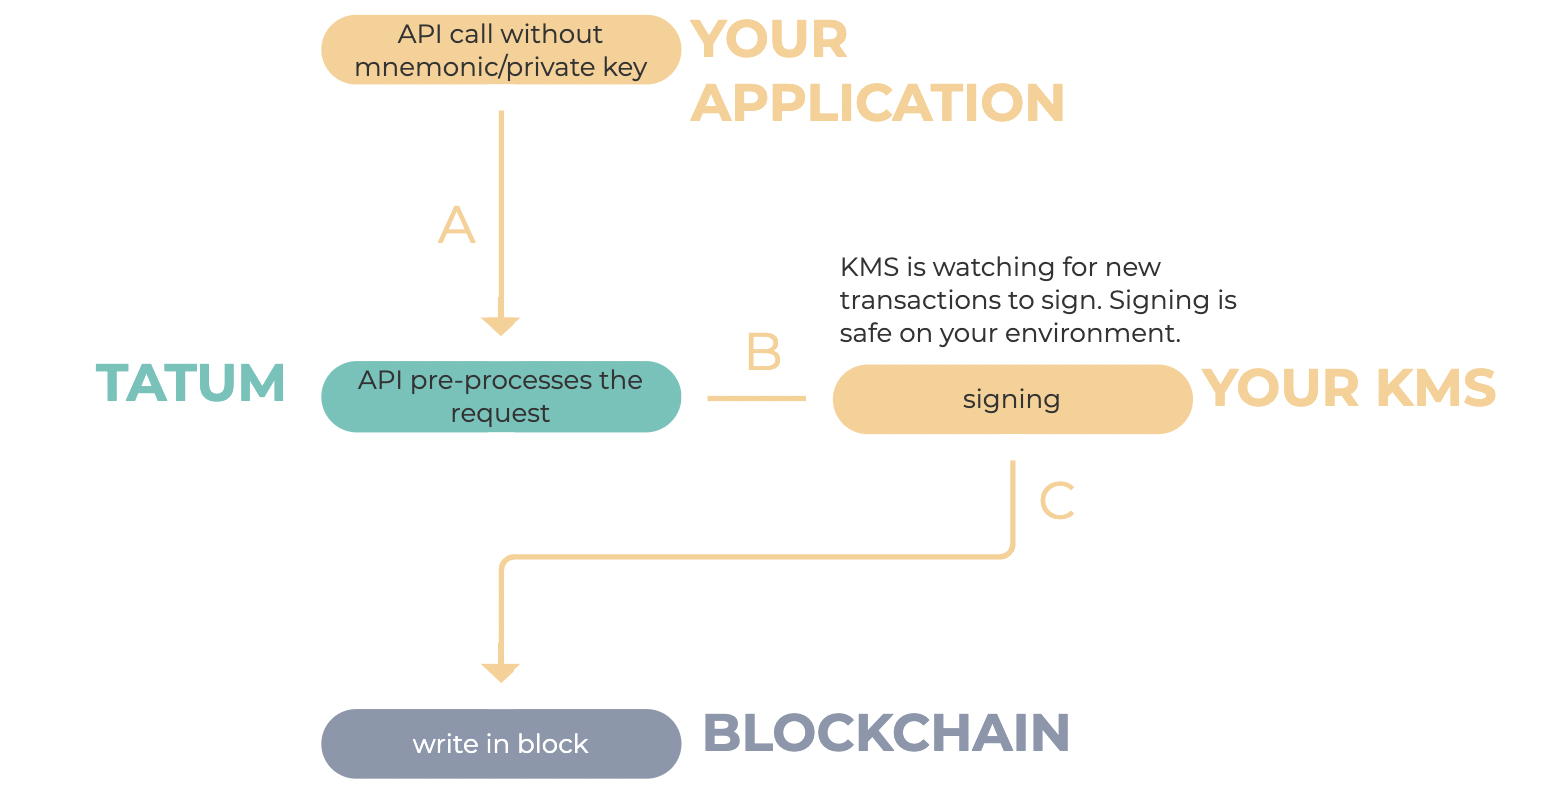 API call without
mnemonic/private key
YOUR
APPLICATION
A
KMS is watching for new
transactions to sign. Signing is
safe on your environment.
TATUM
API pre-processes the
request
B
signing
YOUR KMS
C
write in block
BLOCKCHAIN